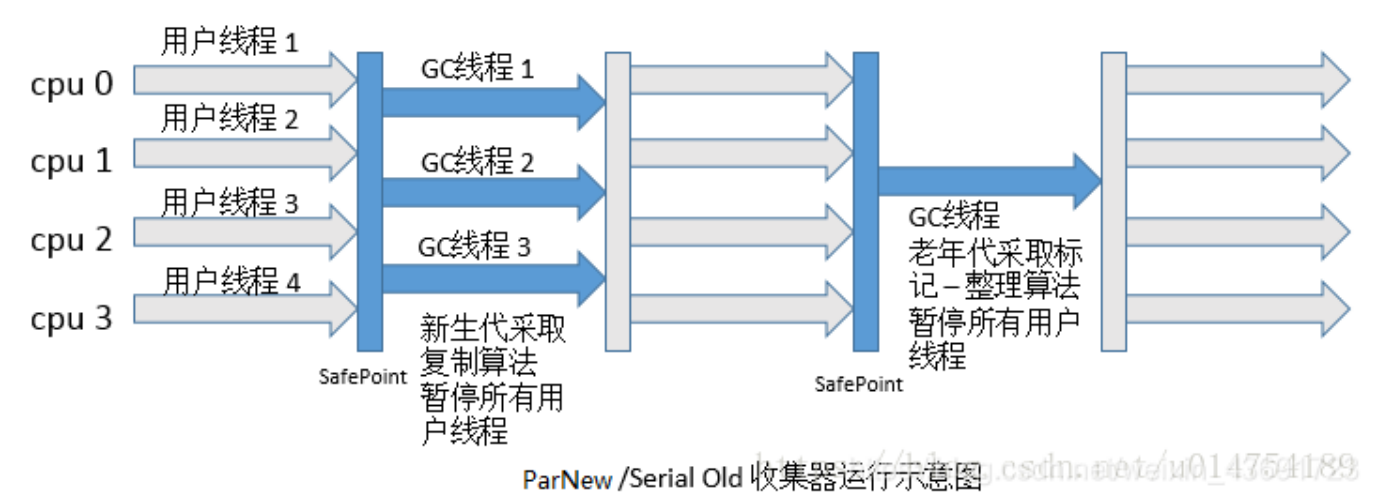 用户线程 1
cpu 0
GC线程 1
用户线程 2
cpu 1
GC线程 2
用户线程 3
cpu 2
GC线程 3
用户线程 4
cpu 3
新生代采取
复制算法
暂停所有用
户线程
SafePoint
GC线程
老年代采取标
记 – 整理算法
暂停所有用户
线程
SafePoint
ParNew /Serial Old 收集器运行示意图